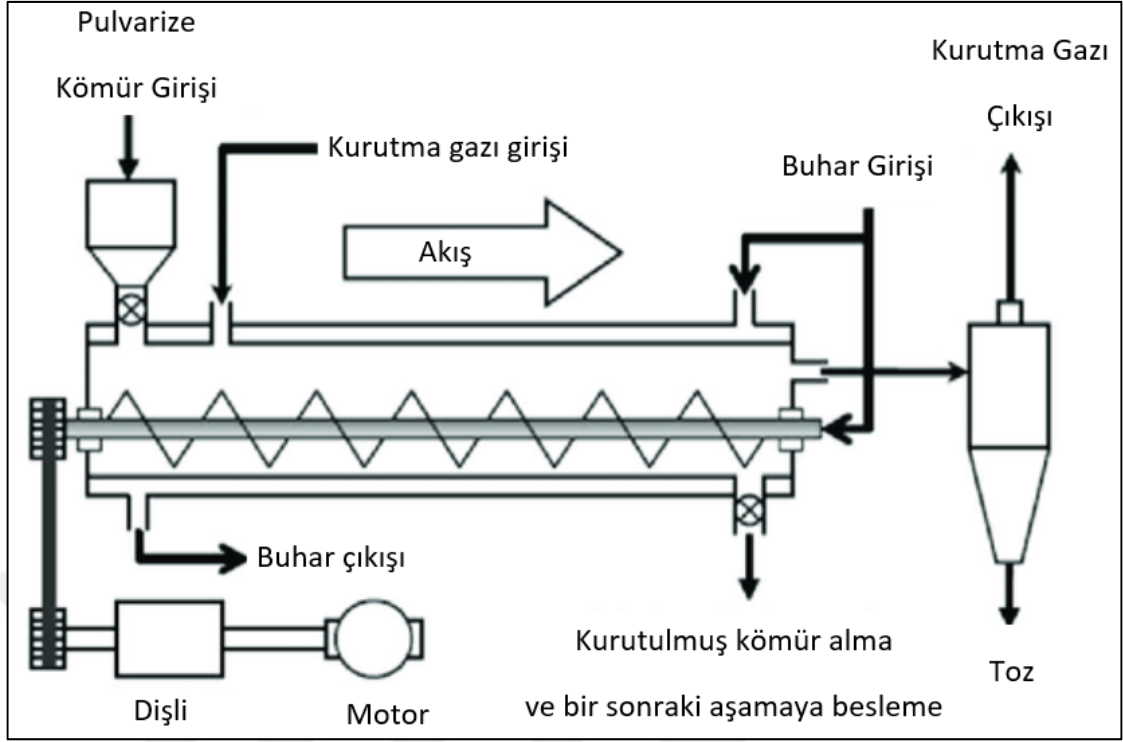 Pulvarize
Kömür Girişi
Kurutma Gazı
Çıkışı
Kurutma gazı girişi
Buhar Girişi
Akış
Buhar çıkışı
Kurutulmuş kömür alma
ve bir sonraki aşamaya besleme
Toz
Dişli
Motor